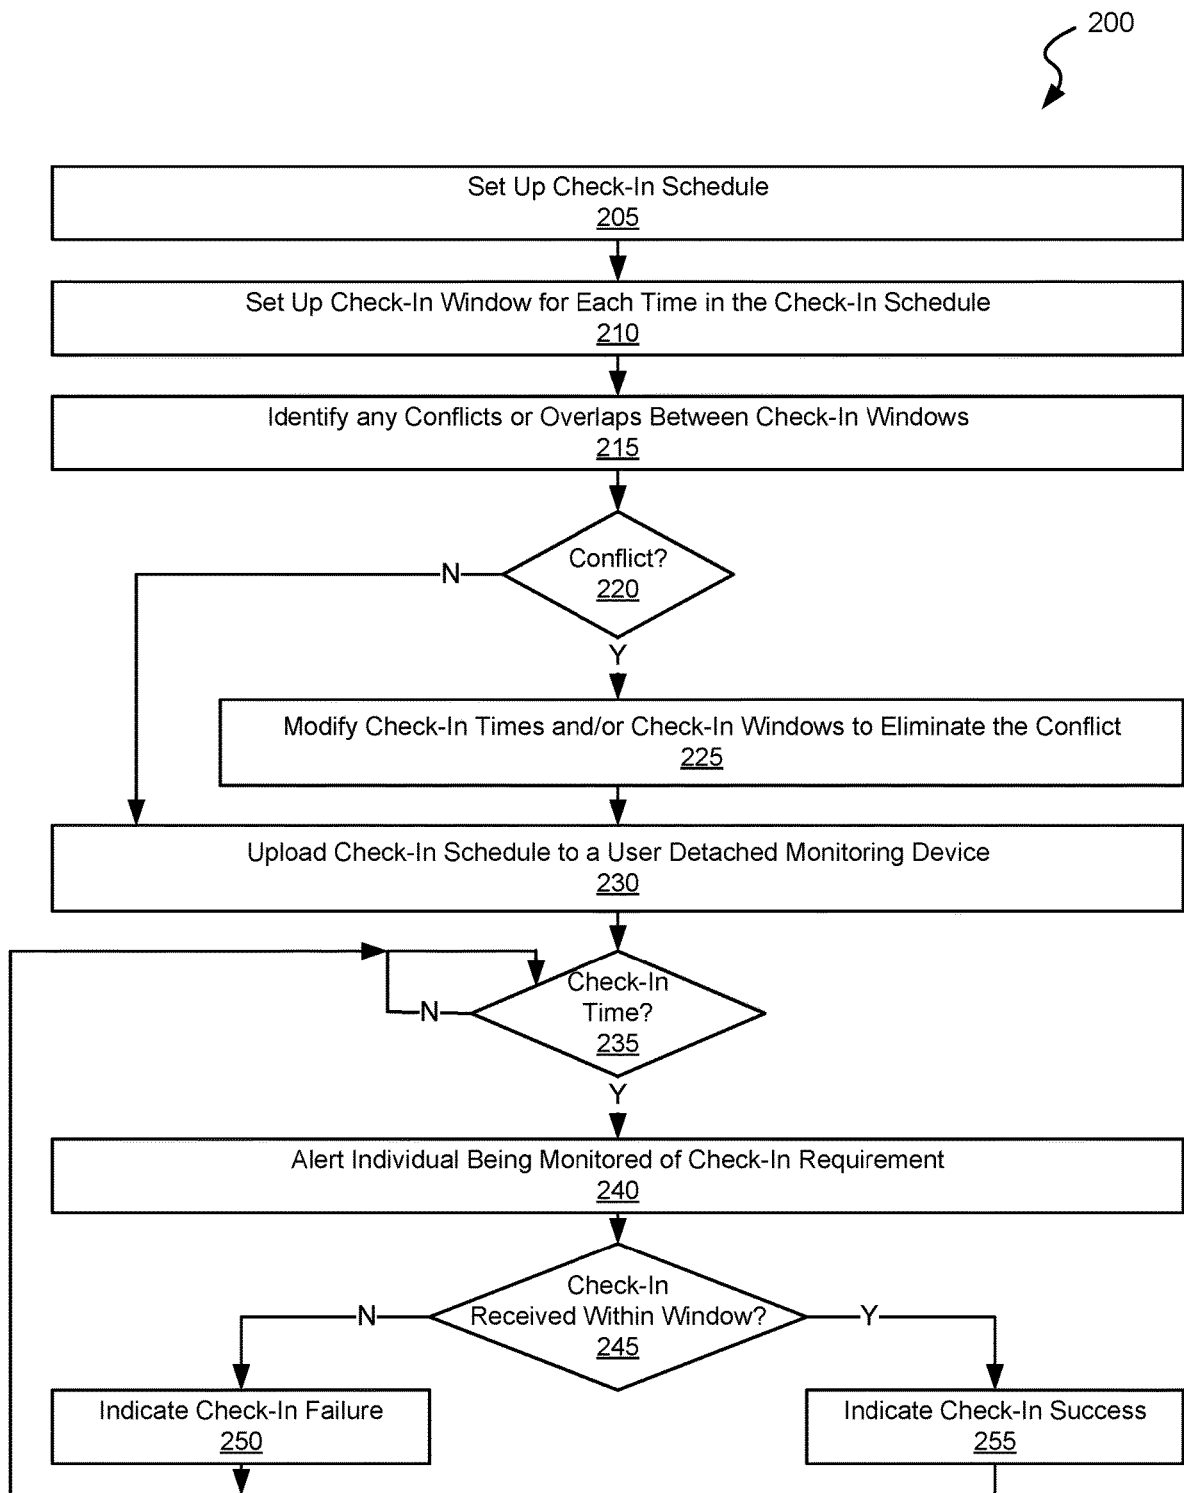 200
Set Up Check-In Schedule
205
Set Up Check-In Window for Each Time in the Check-In Schedule
210
Identify any Conflicts or Overlaps Between Check-In Windows
215
Conflict?
N
220
Y
Modify Check-In Times and/or Check-In Windows to Eliminate the Conflict
225
Upload Check-In Schedule to a User Detached Monitoring Device
230
Check-In
Time?
N
235
Y
Alert Individual Being Monitored of Check-In Requirement
240
Check-In
N
Received Within Window?
Y
245
Indicate Check-In Failure
250
Indicate Check-In Success
255